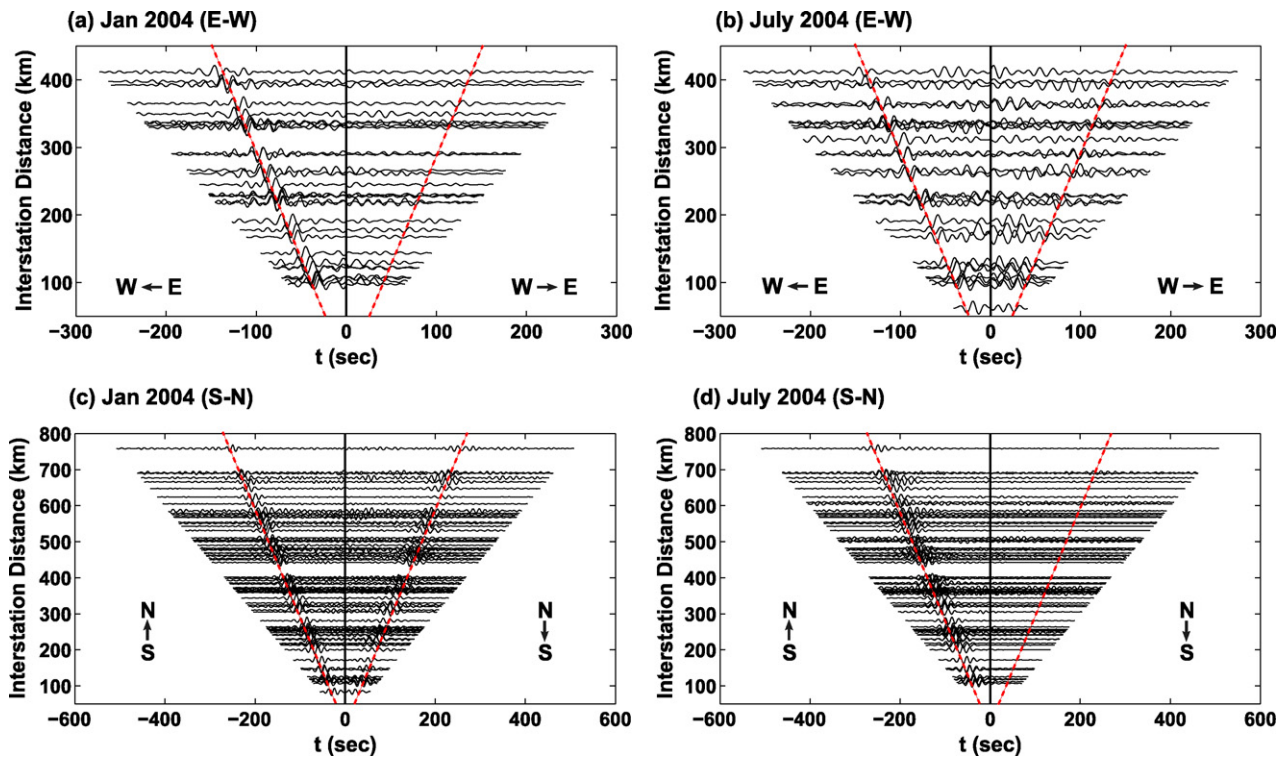 (a) Jan 2004 (E-W)
Interstation Distance (km)
400
300
200
100
W ← E
W → E
−300 −200 −100 0 100 200 300
t (sec)
(b) July 2004 (E-W)
Interstation Distance (km)
400
300
200
100
W ← E
W → E
−300 −200 −100 0 100 200 300
t (sec)
(c) Jan 2004 (S-N)
Interstation Distance (km)
800
700
600
500
400
300
200
100
N
↑
S
N
↓
S
−600 −400 −200 0 200 400 600
t (sec)
(d) July 2004 (S-N)
Interstation Distance (km)
800
700
600
500
400
300
200
100
N
↑
S
N
↓
S
−600 −400 −200 0 200 400 600
t (sec)